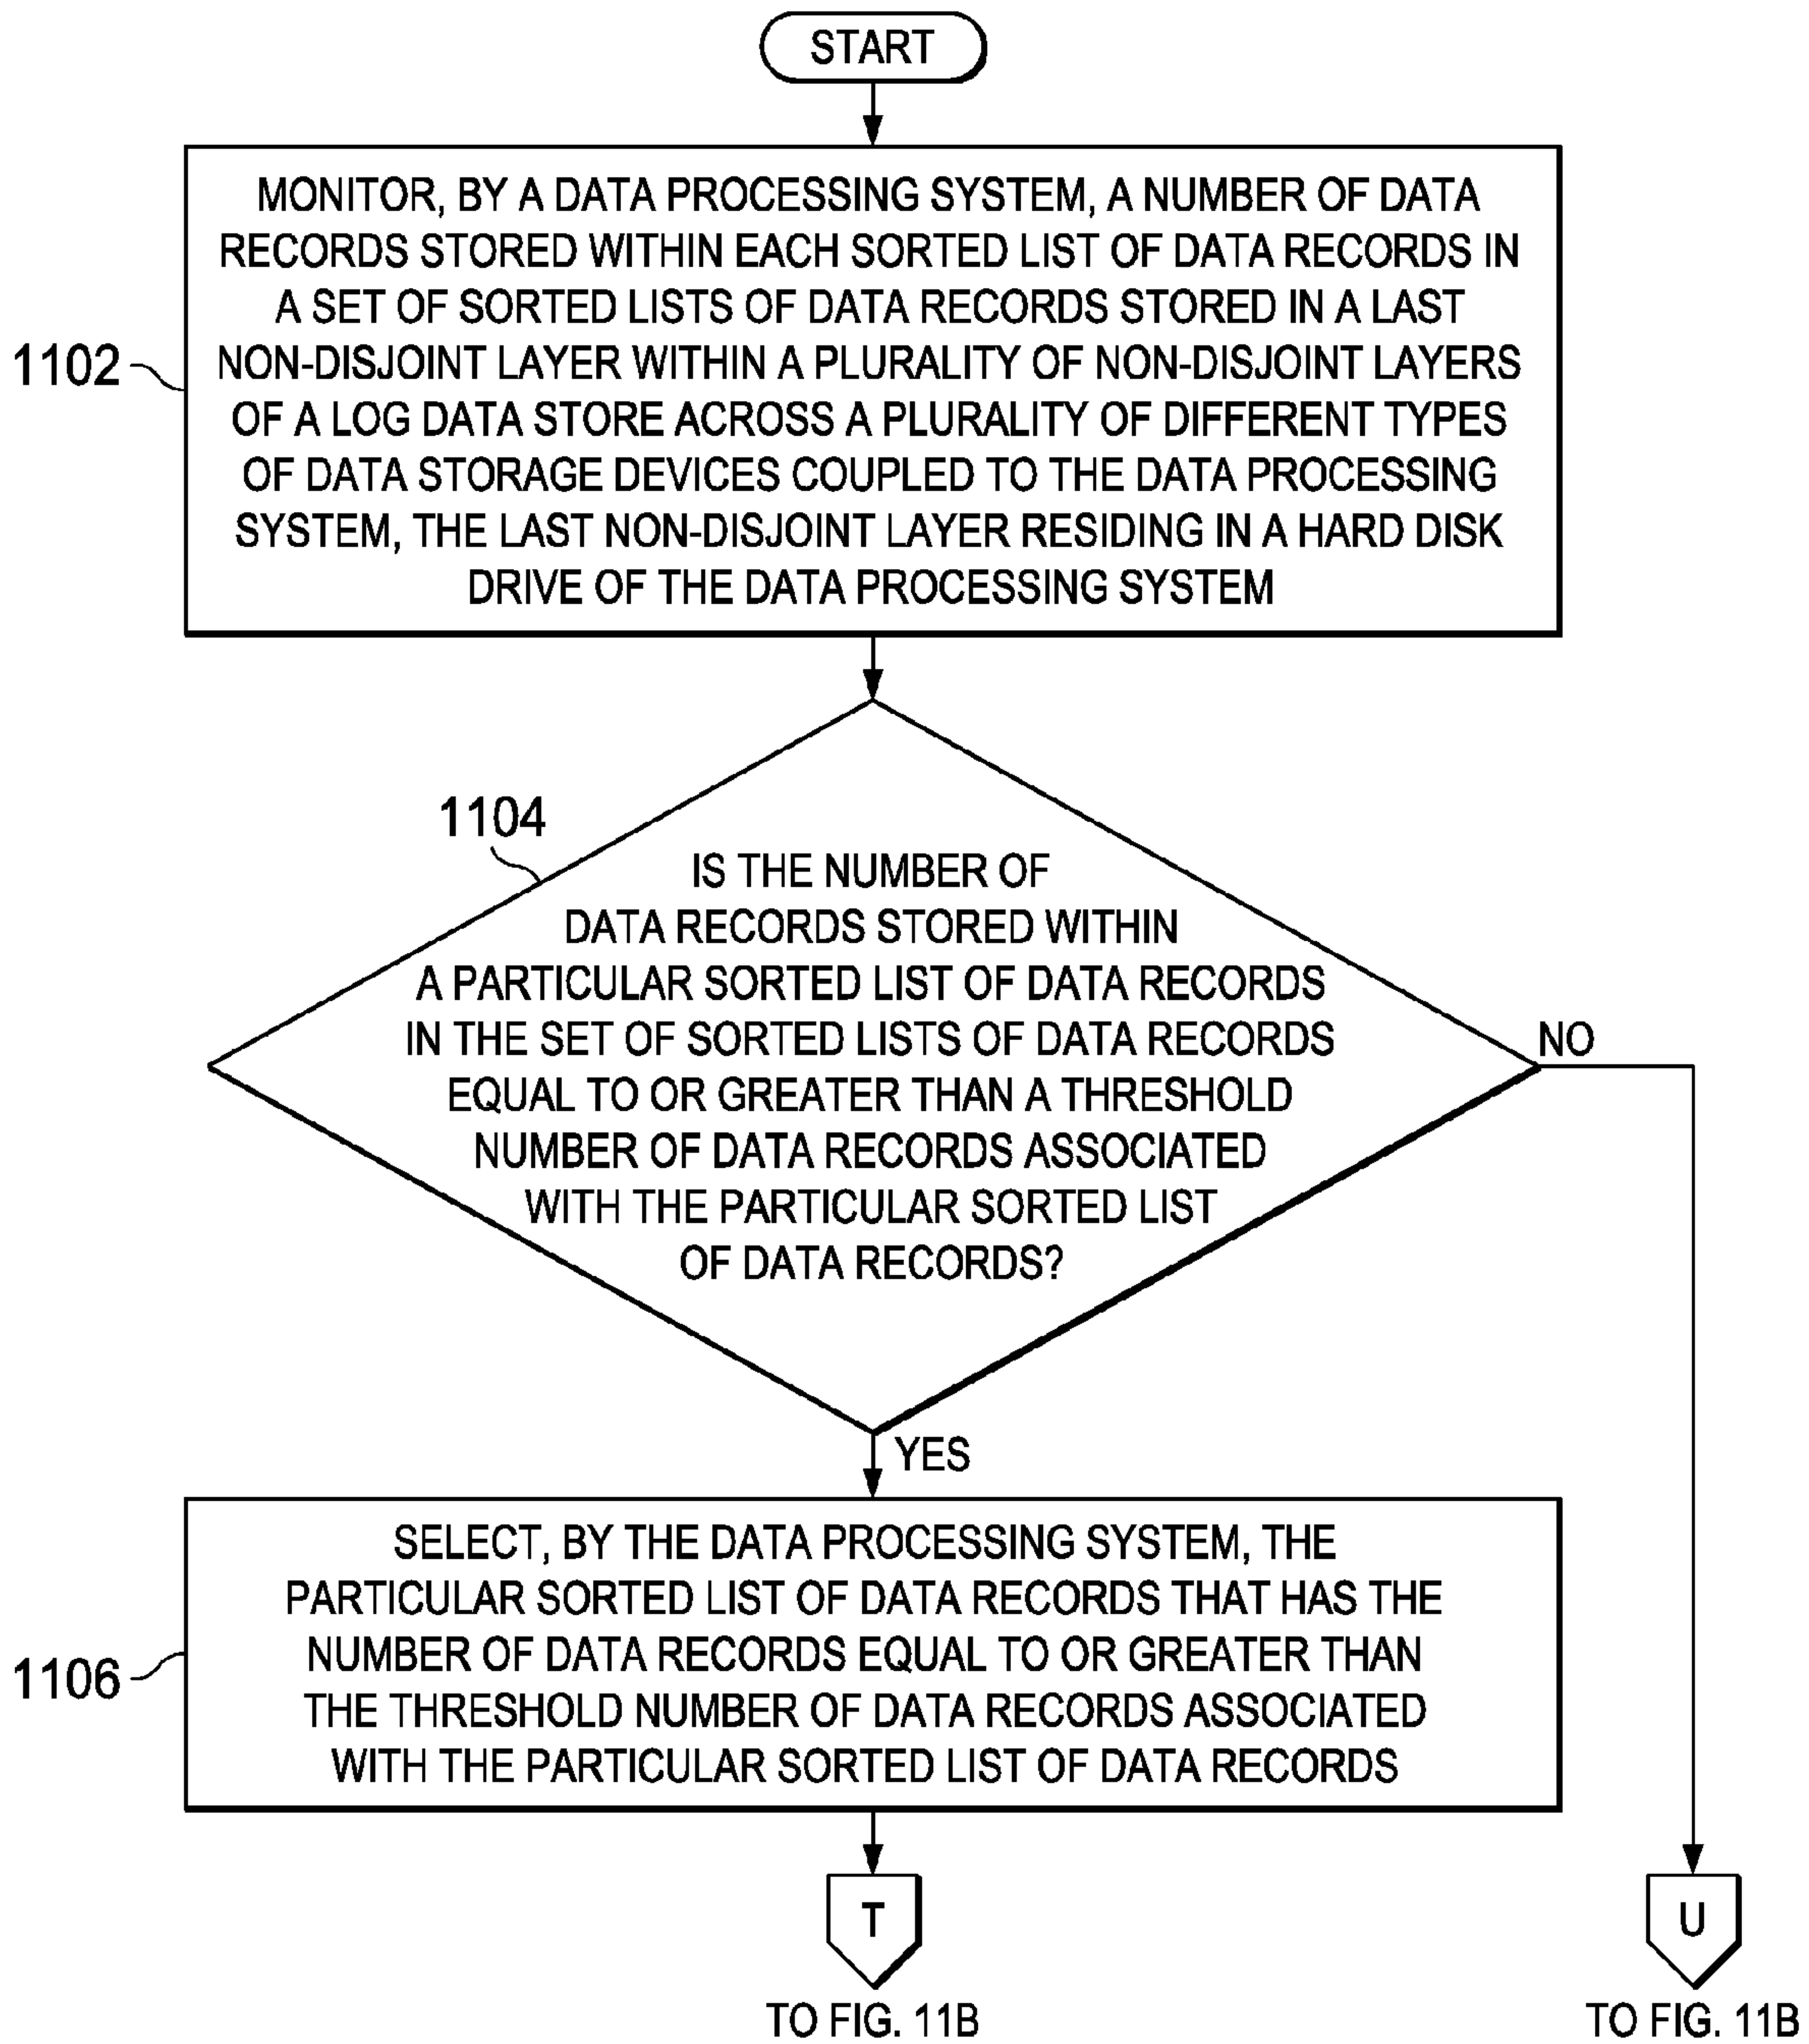 START
MONITOR, BY A DATA PROCESSING SYSTEM, A NUMBER OF DATA
RECORDS STORED WITHIN EACH SORTED LIST OF DATA RECORDS IN
A SET OF SORTED LISTS OF DATA RECORDS STORED IN A LAST
NON-DISJOINT LAYER WITHIN A PLURALITY OF NON-DISJOINT LAYERS
OF A LOG DATA STORE ACROSS A PLURALITY OF DIFFERENT TYPES
OF DATA STORAGE DEVICES COUPLED TO THE DATA PROCESSING
SYSTEM, THE LAST NON-DISJOINT LAYER RESIDING IN A HARD DISK
DRIVE OF THE DATA PROCESSING SYSTEM
1102
1104
IS THE NUMBER OF
DATA RECORDS STORED WITHIN
A PARTICULAR SORTED LIST OF DATA RECORDS
IN THE SET OF SORTED LISTS OF DATA RECORDS
EQUAL TO OR GREATER THAN A THRESHOLD
NUMBER OF DATA RECORDS ASSOCIATED
WITH THE PARTICULAR SORTED LIST
OF DATA RECORDS?
NO
YES
SELECT, BY THE DATA PROCESSING SYSTEM, THE
PARTICULAR SORTED LIST OF DATA RECORDS THAT HAS THE
NUMBER OF DATA RECORDS EQUAL TO OR GREATER THAN
THE THRESHOLD NUMBER OF DATA RECORDS ASSOCIATED
WITH THE PARTICULAR SORTED LIST OF DATA RECORDS
1106
T
U
TO FIG. 11B
TO FIG. 11B